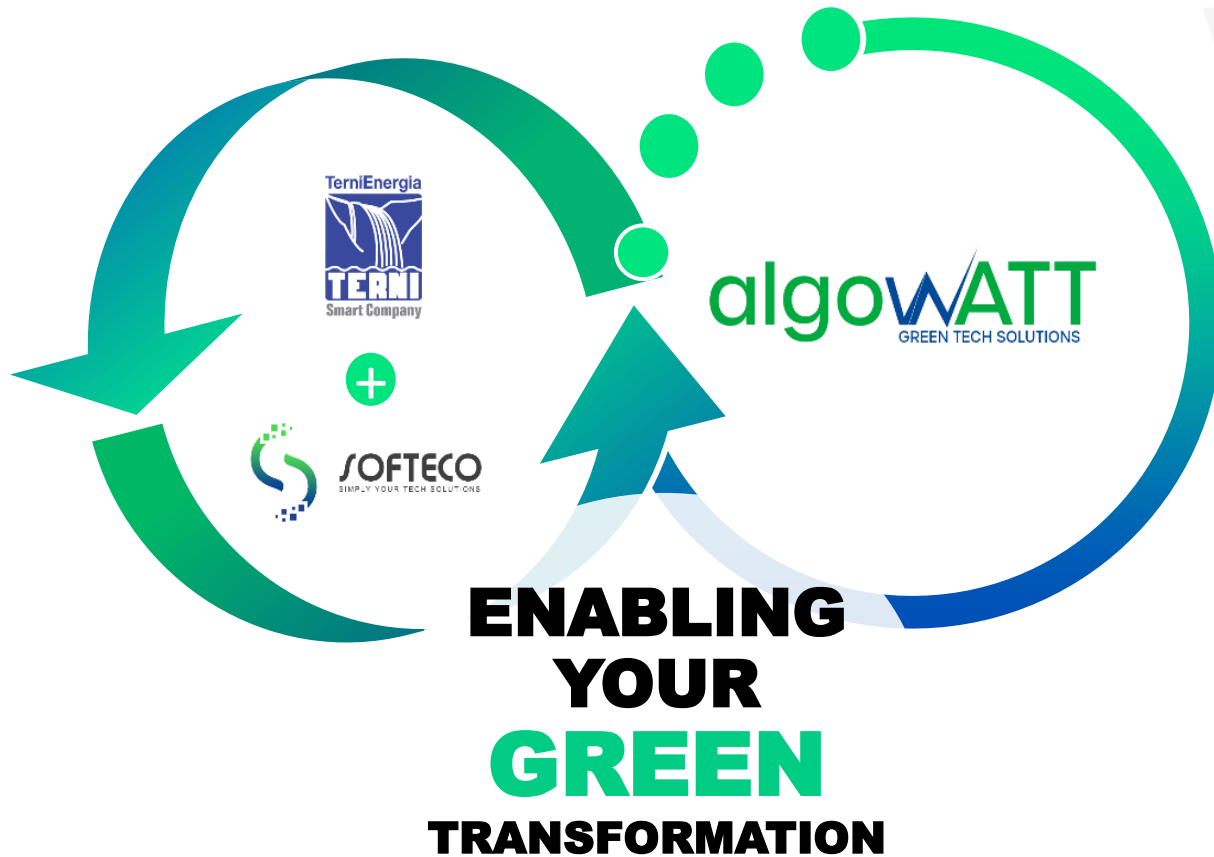 TerniEnergia
TERNI
Smart Company
+
SOFTECO
SIMPLY YOUR TECH SOLUTIONS
algoWATT
GREEN TECH SOLUTIONS
ENABLING
YOUR
GREEN
TRANSFORMATION